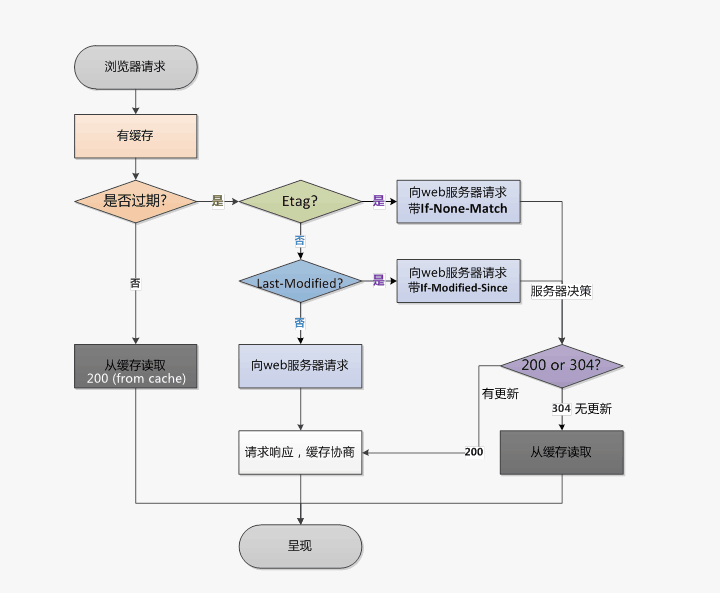 浏览器请求
有缓存
是否过期?
是
Etag?
是
向web服务器请求
带If-None-Match
否
否
Last-Modified?
是
向web服务器请求
带If-Modified-Since
服务器决策
否
从缓存读取
200 (from cache)
向web服务器请求
200 or 304?
有更新
304 无更新
请求响应，缓存协商
200
从缓存读取
呈现